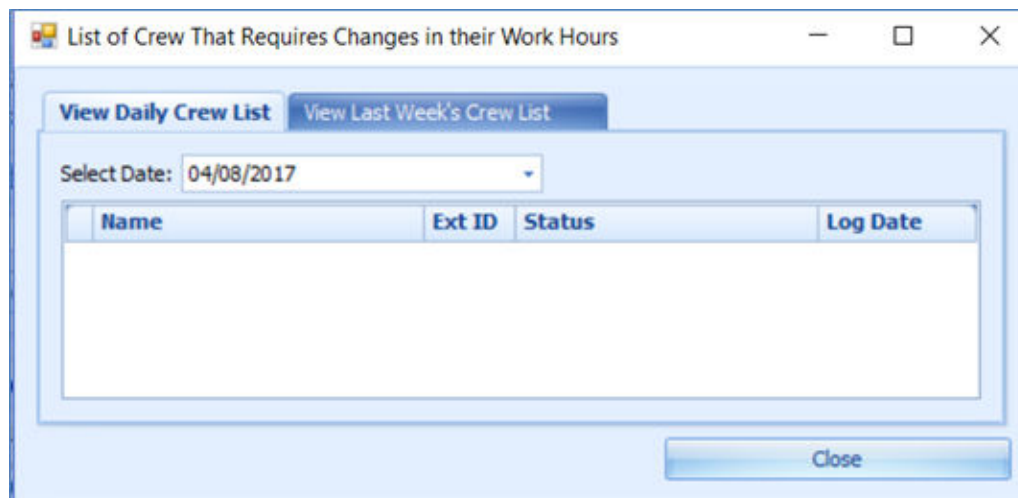 List of Crew That Requires Changes in their Work Hours
View Daily Crew List View Last Week's Crew List
Select Date: 04/08/2017
Name Ext ID Status Log Date
Close